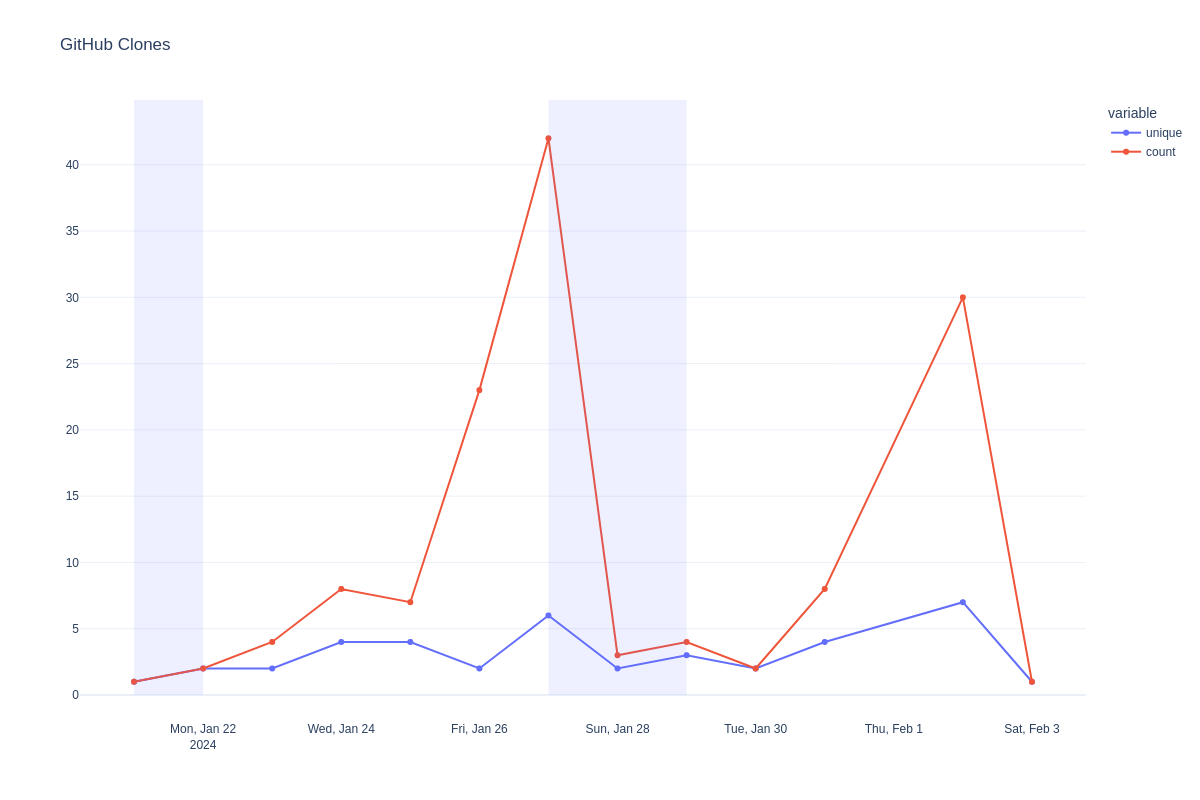 GitHub Clones
variable
unique
count
40
35
30
25
20
15
10
5
0
Mon, Jan 22
2024
Wed, Jan 24
Fri, Jan 26
Sun, Jan 28
Tue, Jan 30
Thu, Feb 1
Sat, Feb 3